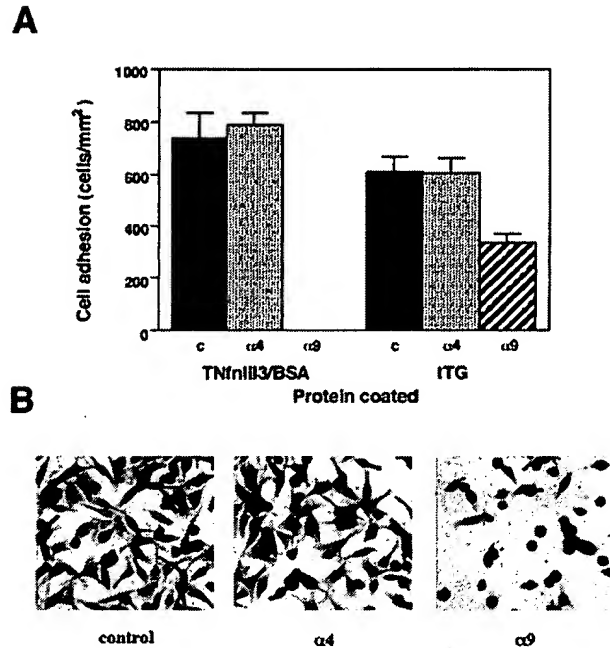 A
Cell adhesion (cells/mm²)
1000
800
600
400
200
0
c α4 α9 c α4 α9
TNfnIII3/BSA tTG
Protein coated
B
control α4 α9